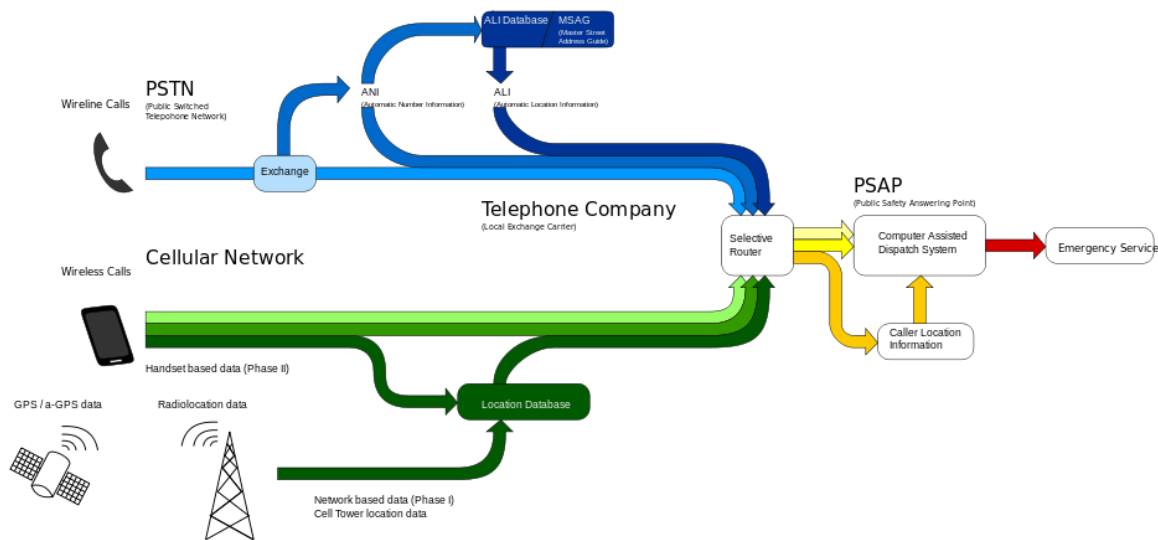 ALI Database
MSAG
(Master Street
Address Guide)
PSTN
(Public Switched
Telepohone Network)
Wireline Calls
ANI
(Automatic Number Information)
ALI
(Automatic Location Information)
Exchange
Telephone Company
(Local Exchange Carrier)
PSAP
(Public Safety Answering Point)
Selective
Router
Computer Assisted
Dispatch System
Emergency Service
Cellular Network
Wireless Calls
Caller Location
Information
Handset based data (Phase II)
GPS / a-GPS data
Radiolocation data
Location Database
Network based data (Phase I)
Cell Tower location data